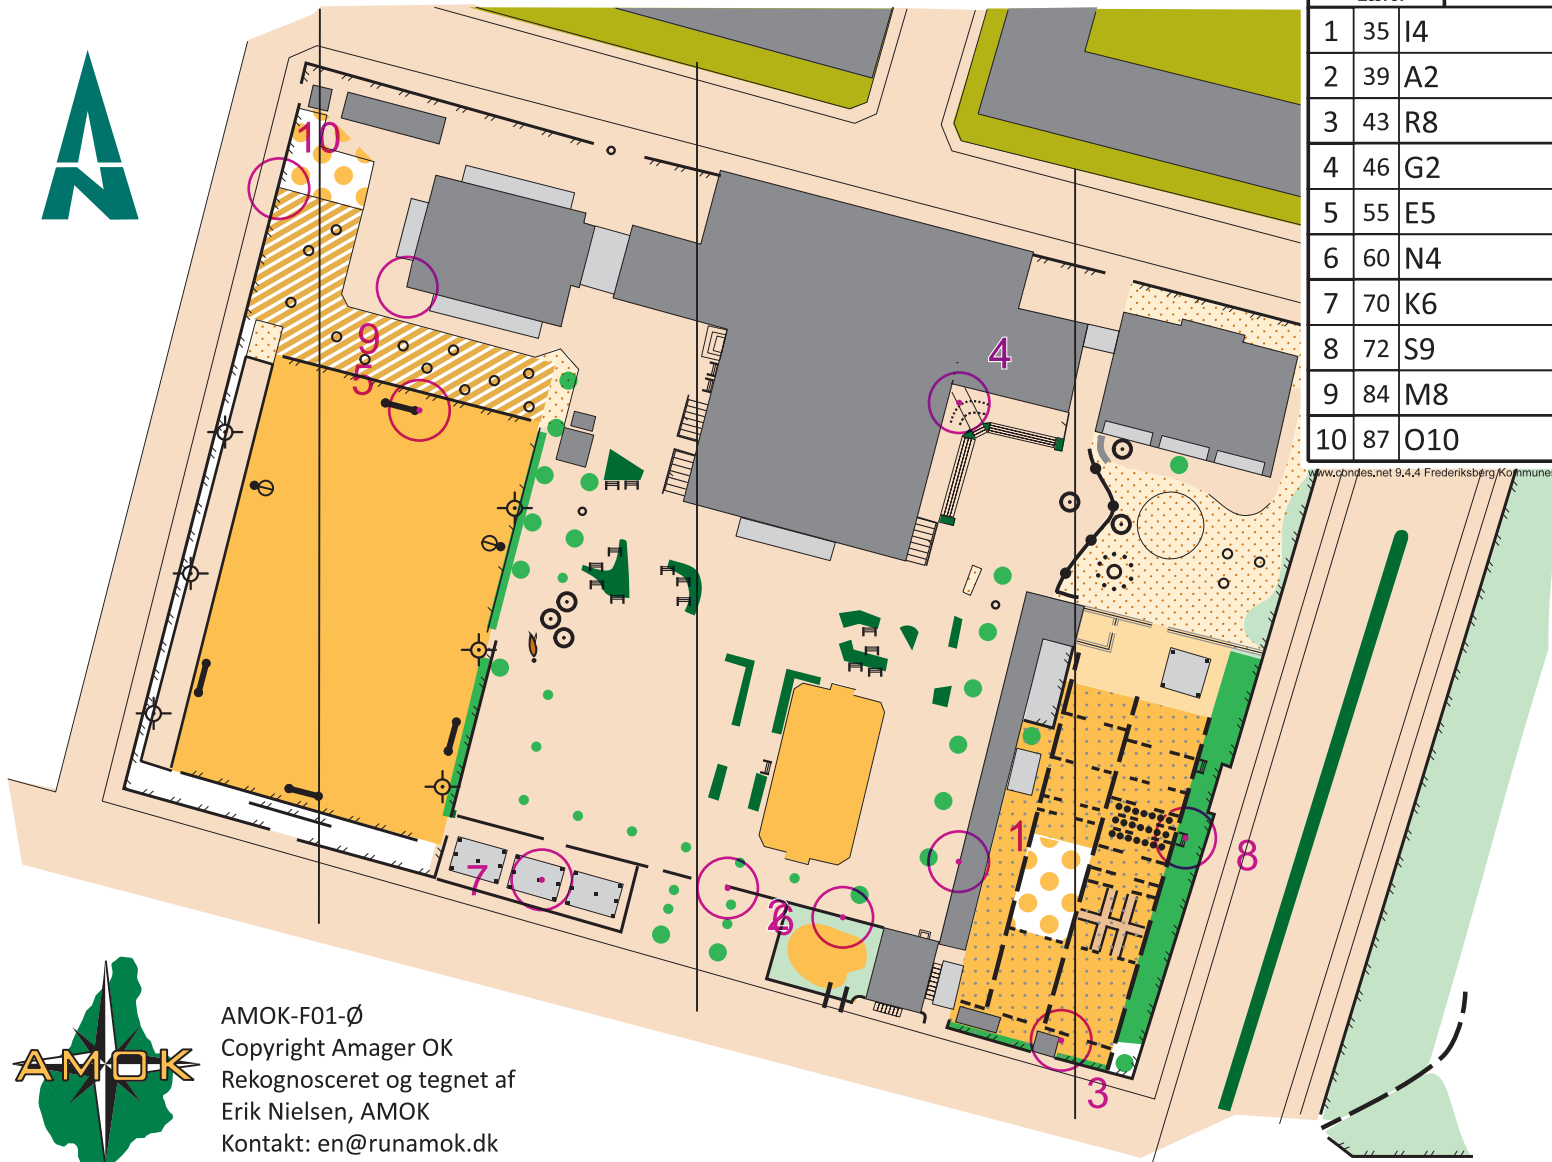 1 35 I4
2 39 A2
3 43 R8
4 46 G2
5 55 E5
6 60 N4
7 70 K6
8 72 S9
9 84 M8
10 87 O10
www.condes.net 9.4.4 Frederiksberg Kommunes
10
9
5
4
1
8
7
2
6
3
AMOK
AMOK-F01-Ø
Copyright Amager OK
Rekognosceret og tegnet af
Erik Nielsen, AMOK
Kontakt: en@runamok.dk